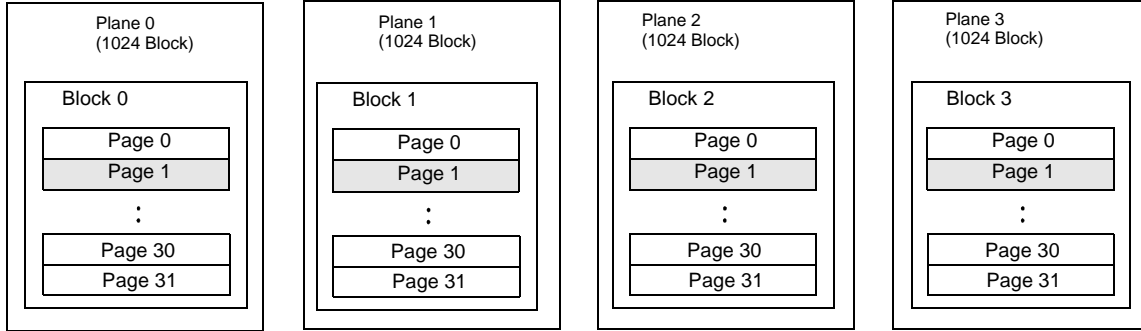 Plane 0
(1024 Block)
Block 0
Page 0
Page 1
:
Page 30
Page 31
Plane 1
(1024 Block)
Block 1
Page 0
Page 1
:
Page 30
Page 31
Plane 2
(1024 Block)
Block 2
Page 0
Page 1
:
Page 30
Page 31
Plane 3
(1024 Block)
Block 3
Page 0
Page 1
:
Page 30
Page 31